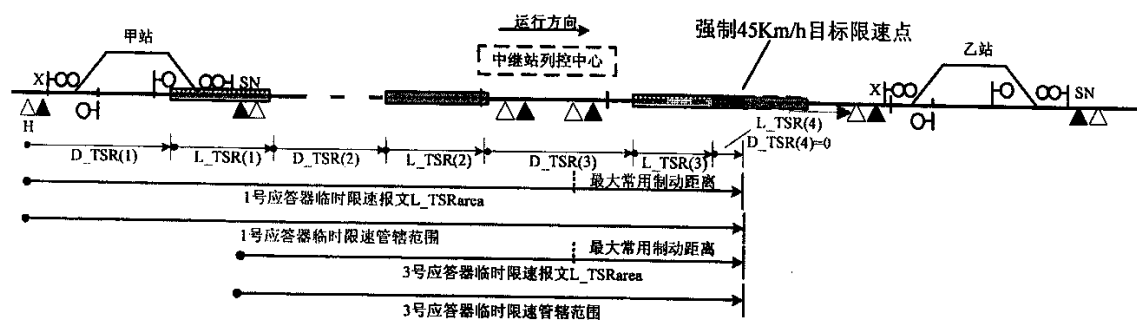 运行方向
强制45Km/h目标限速点
甲站
中继站列控中心
乙站
X
SN
X
SN
H
D_TSR(1)
L_TSR(1)
D_TSR(2)
L_TSR(2)
D_TSR(3)
L_TSR(3)
L_TSR(4)
D_TSR(4)=0
最大常用制动距离
1号应答器临时限速报文L_TSRarea
1号应答器临时限速管辖范围
最大常用制动距离
3号应答器临时限速报文L_TSRarea
3号应答器临时限速管辖范围